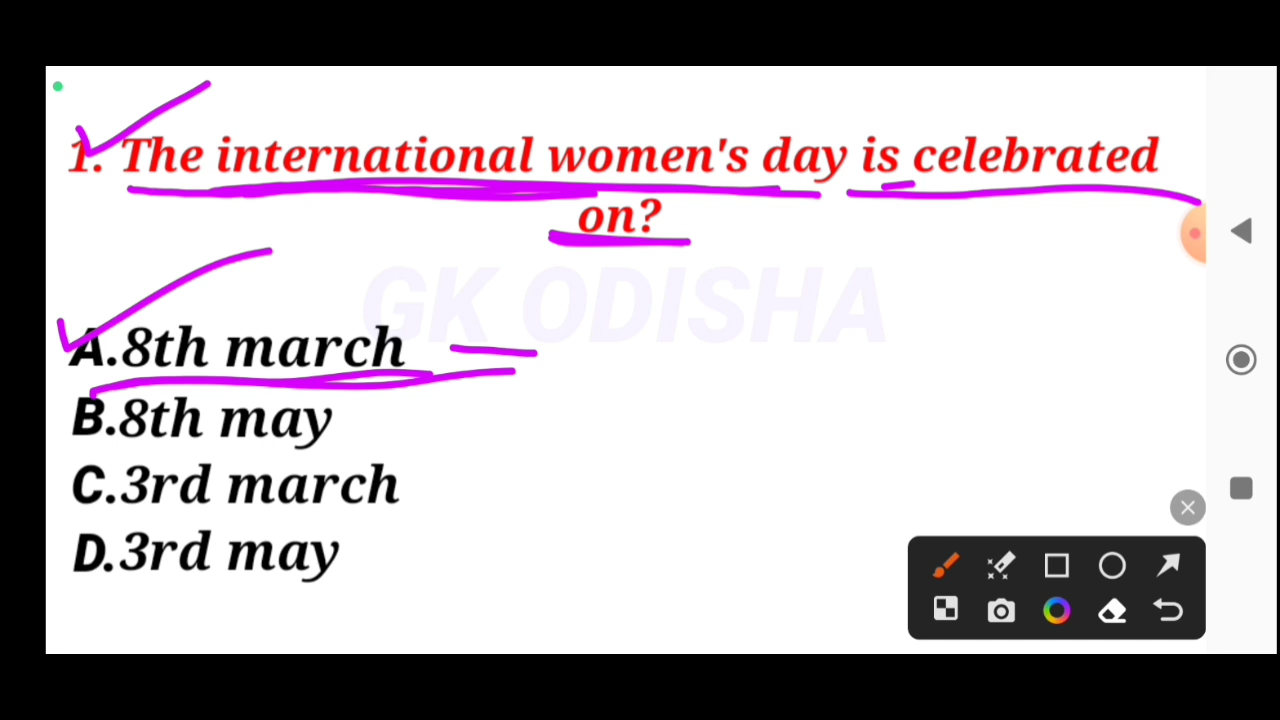 1. The international women's day is celebrated
on?
GK ODISHA
A.8th march
B.8th may
C.3rd march
D.3rd may